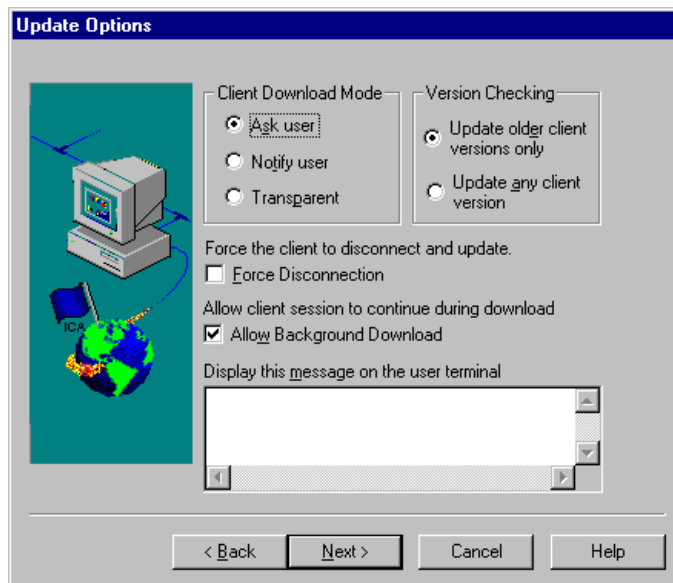 Update Options
Client Download Mode
Ask user
Notify user
Transparent
Version Checking
Update older client
versions only
Update any client
version
Force the client to disconnect and update.
Force Disconnection
Allow client session to continue during download
Allow Background Download
Display this message on the user terminal
ICA
< Back
Next >
Cancel
Help